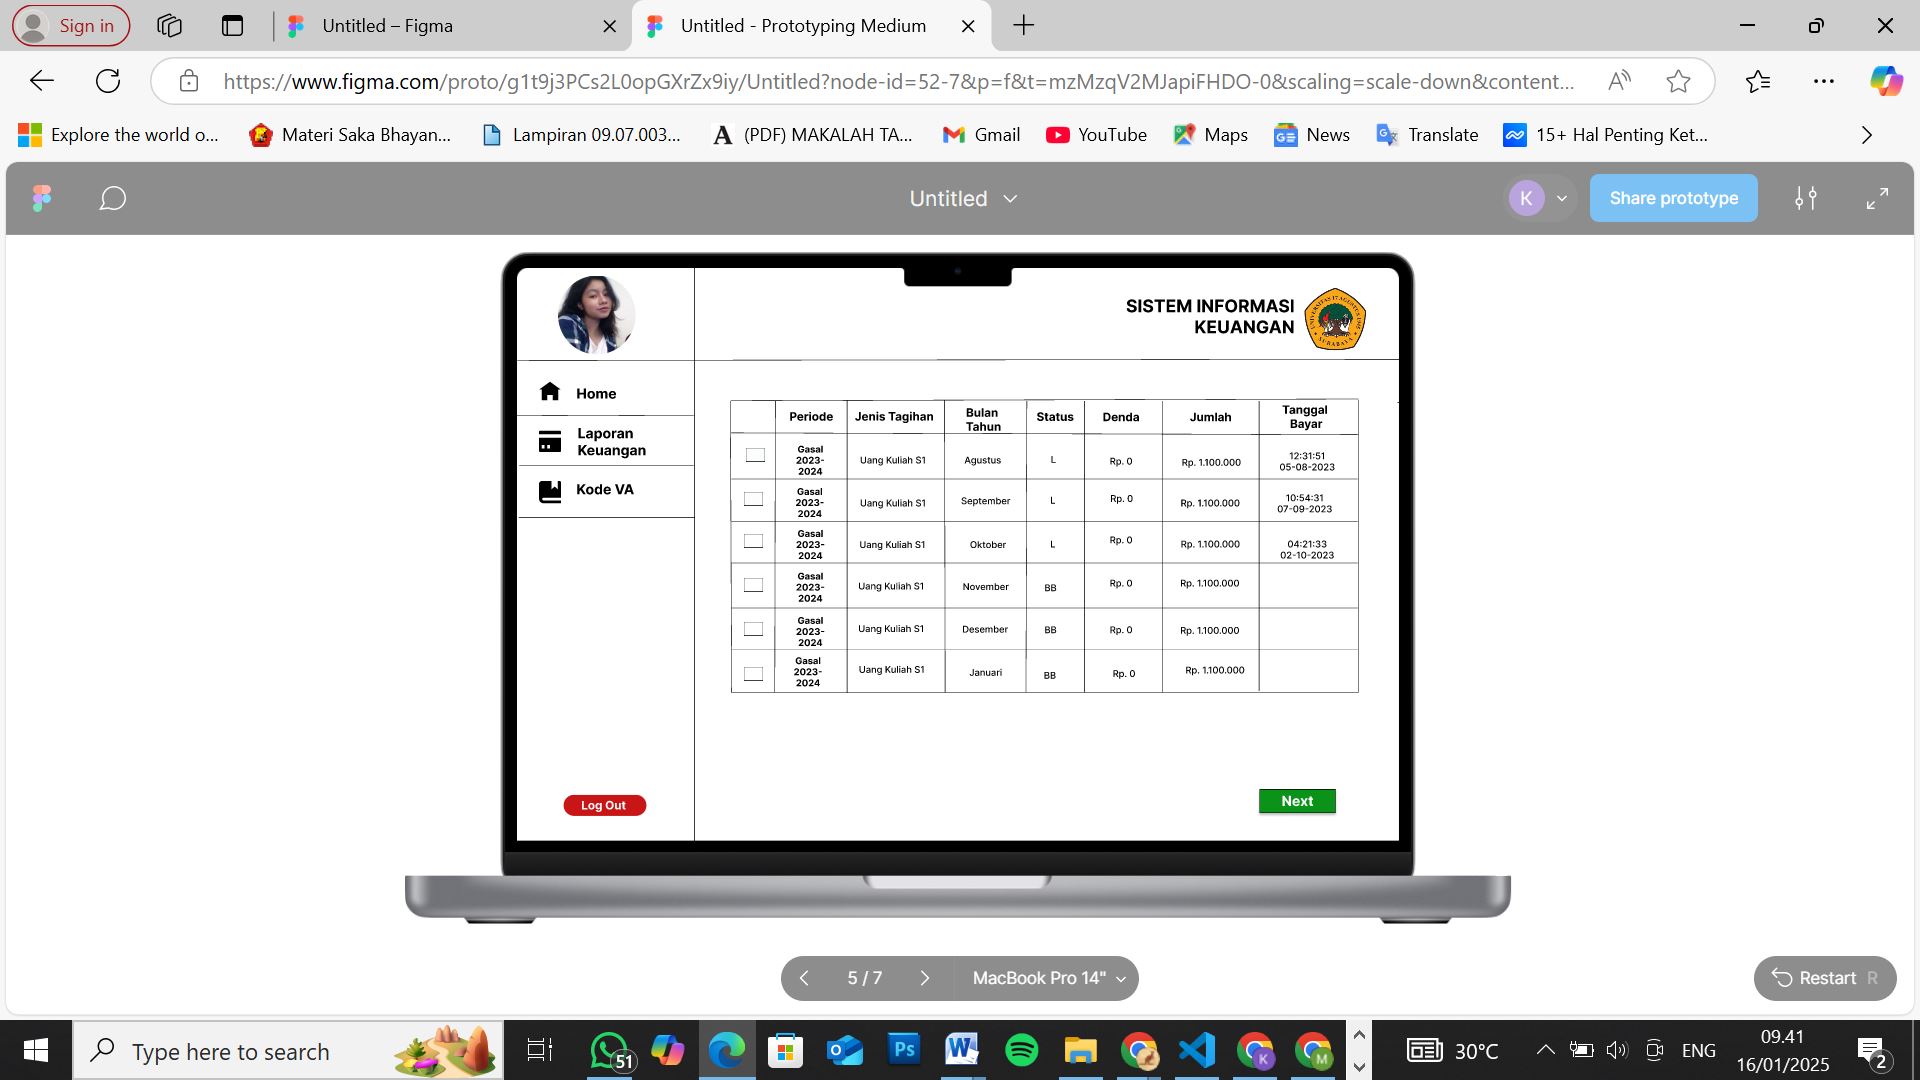 Sign in
Untitled – Figma
Untitled - Prototyping Medium
https://www.figma.com/proto/g1t9j3PCs2L0opGXrZx9iy/Untitled?node-id=52-7&p=f&t=mzMzqV2MJapiFHDO-0&scaling=scale-down&content...
Explore the world o...
Materi Saka Bhayan...
Lampiran 09.07.003...
(PDF) MAKALAH TA...
Gmail
YouTube
Maps
News
Translate
15+ Hal Penting Ket...
Untitled
K
Share prototype
SISTEM INFORMASI
KEUANGAN
UNIVERSITAS 17 AGUSTUS 1945
SURABAYA
Home
Laporan
Keuangan
Kode VA
Log Out
Periode Jenis Tagihan Bulan Tahun Status Denda Jumlah Tanggal Bayar
Gasal 2023-2024 Uang Kuliah S1 Agustus L Rp. 0 Rp. 1.100.000 12:31:51 05-08-2023
Gasal 2023-2024 Uang Kuliah S1 September L Rp. 0 Rp. 1.100.000 10:54:31 07-09-2023
Gasal 2023-2024 Uang Kuliah S1 Oktober L Rp. 0 Rp. 1.100.000 04:21:33 02-10-2023
Gasal 2023-2024 Uang Kuliah S1 November BB Rp. 0 Rp. 1.100.000
Gasal 2023-2024 Uang Kuliah S1 Desember BB Rp. 0 Rp. 1.100.000
Gasal 2023-2024 Uang Kuliah S1 Januari BB Rp. 0 Rp. 1.100.000
Next
5 / 7
MacBook Pro 14"
Restart R
Type here to search
51
Ps
W
K
M
30°C
ENG
09.41
16/01/2025
2